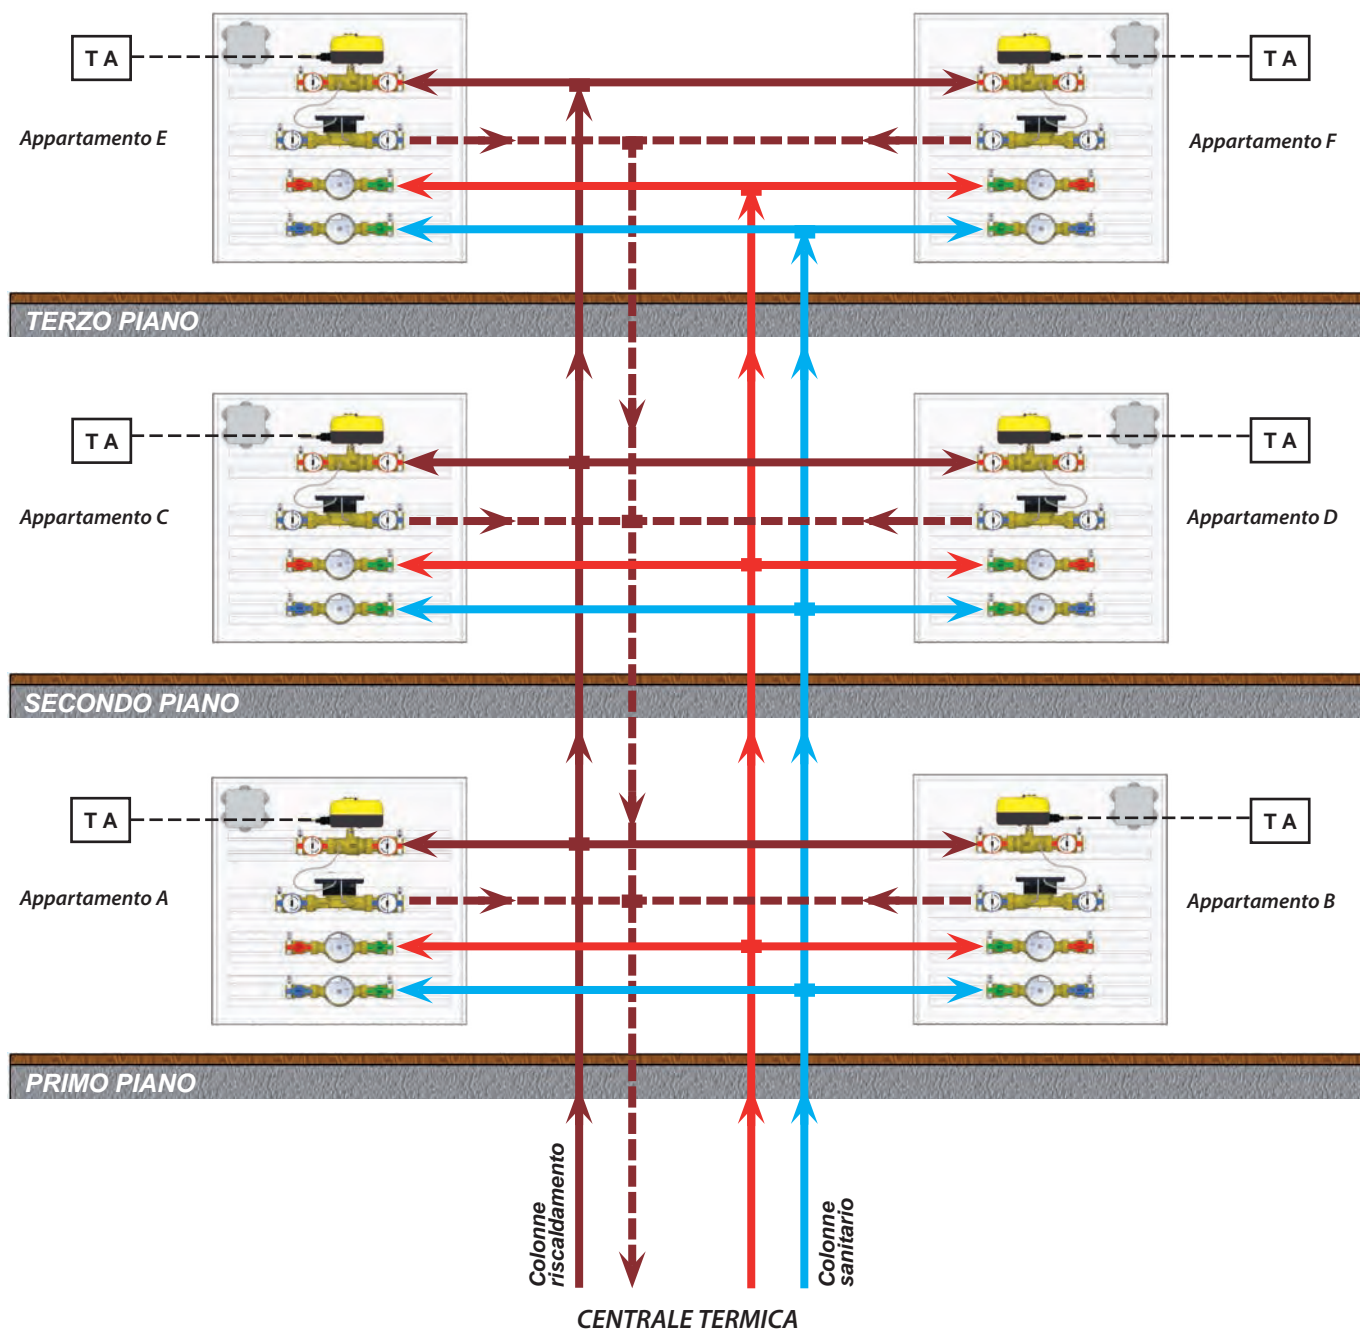 T A
T A
Appartamento E
Appartamento F
TERZO PIANO
T A
T A
Appartamento C
Appartamento D
SECONDO PIANO
T A
T A
Appartamento A
Appartamento B
PRIMO PIANO
Colonne
riscaldamento
Colonne
sanitario
CENTRALE TERMICA